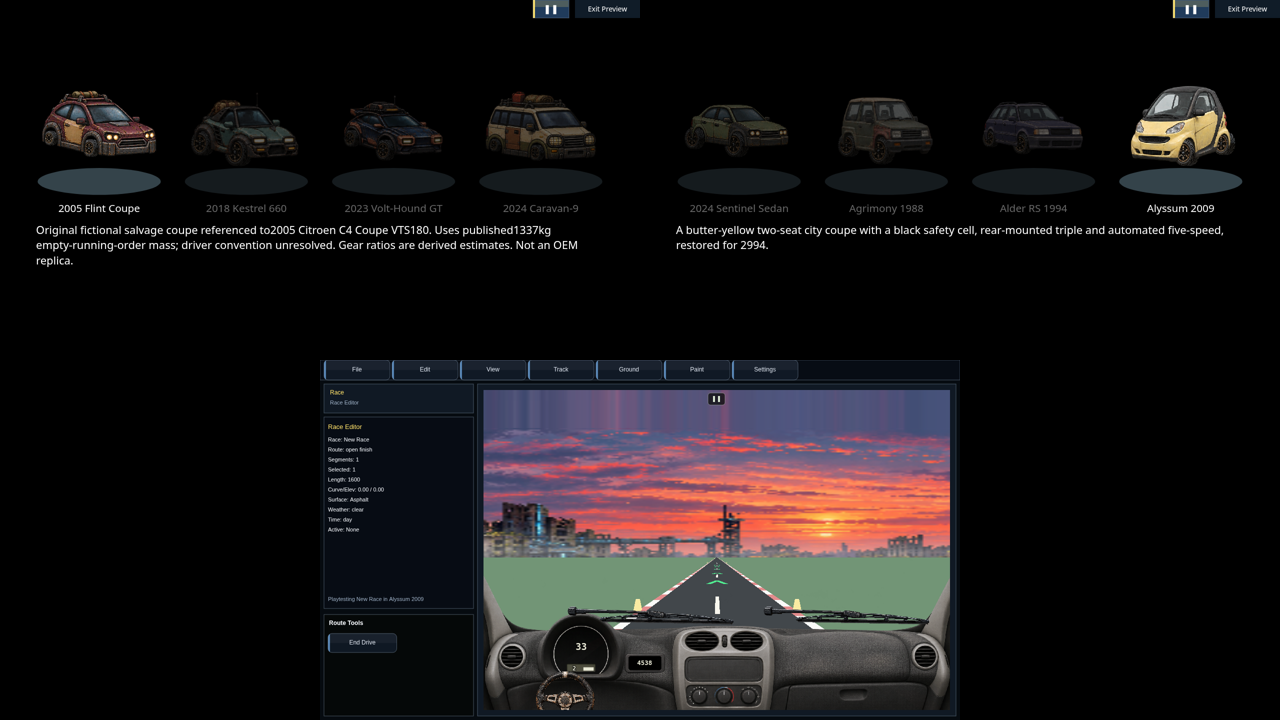 Exit Preview
Exit Preview
2005 Flint Coupe
2018 Kestrel 660
2023 Volt-Hound GT
2024 Caravan-9
Original fictional salvage coupe referenced to2005 Citroen C4 Coupe VTS180. Uses published1337kg
empty-running-order mass; driver convention unresolved. Gear ratios are derived estimates. Not an OEM
replica.
2024 Sentinel Sedan
Agrimony 1988
Alder RS 1994
Alyssum 2009
A butter-yellow two-seat city coupe with a black safety cell, rear-mounted triple and automated five-speed,
restored for 2994.
File
Edit
View
Track
Ground
Paint
Settings
Race
Race Editor
Race Editor
Race: New Race
Route: open finish
Segments: 1
Selected: 1
Length: 1600
Curve/Elev: 0.00 / 0.00
Surface: Asphalt
Weather: clear
Time: day
Active: None
Playtesting New Race in Alyssum 2009
Route Tools
End Drive
33
2
4538